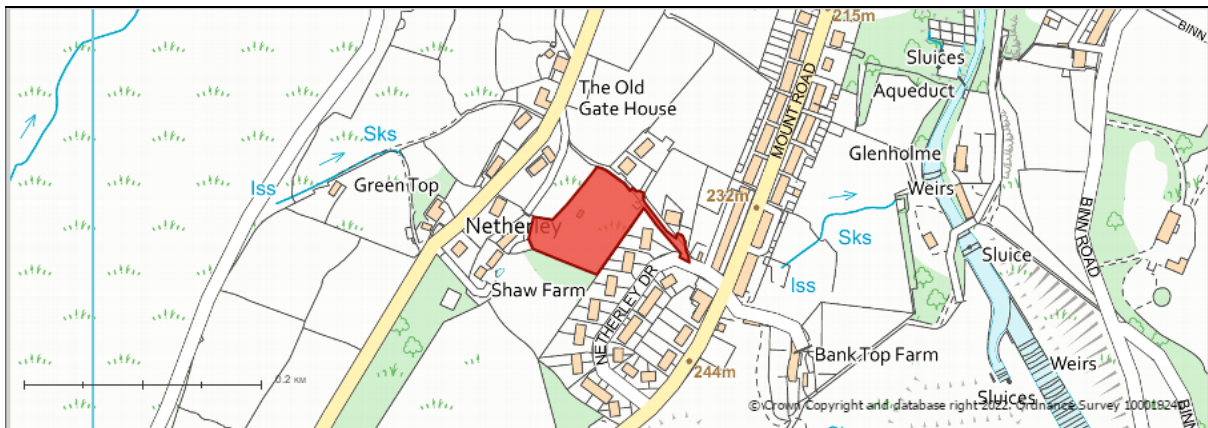 215m
BINN
Sluices
The Old
Gate House
Aqueduct
MOUNT ROAD
Sks
Glenholme
Iss
Green Top
Weirs
232m
Netherley
BINN ROAD
Sks
Sluice
NETHERLEY DR
Shaw Farm
Iss
Bank Top Farm
Weirs
244m
0.2 KM
Sluices
BINN
© Crown Copyright and database right 2022. Ordnance Survey